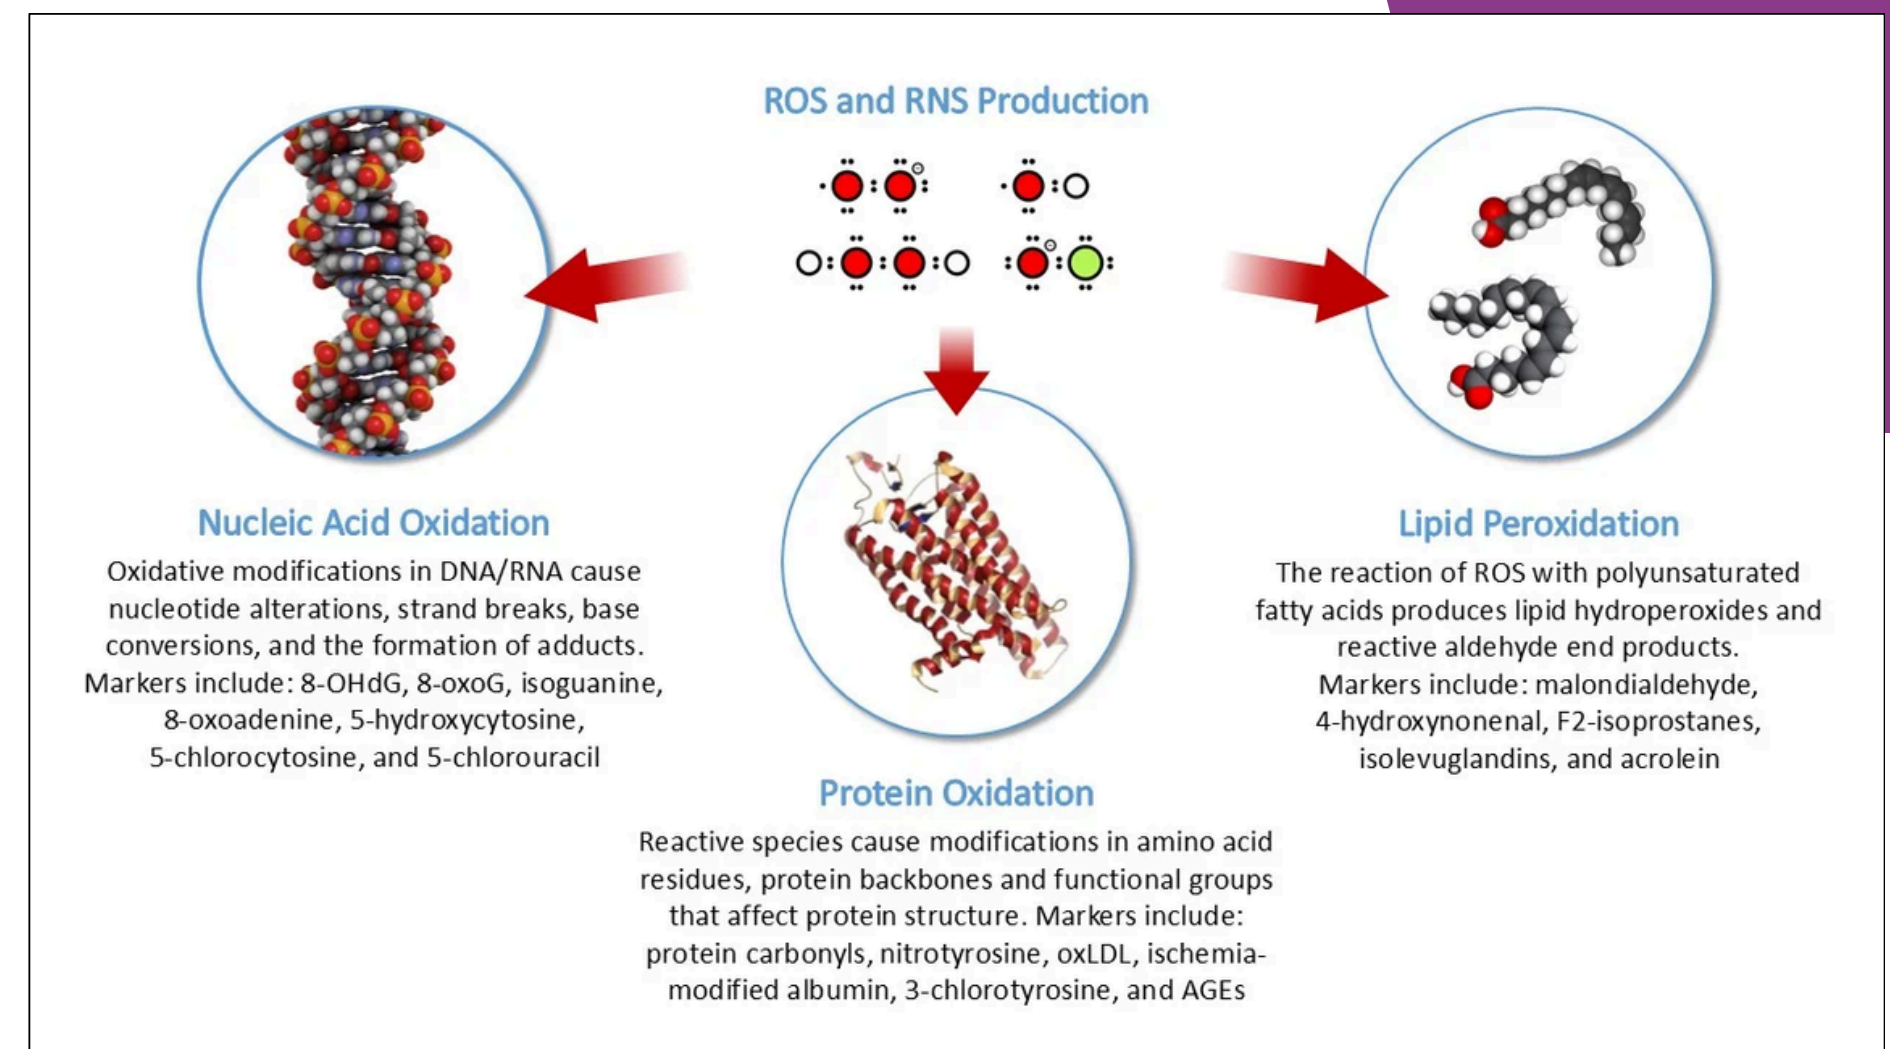 ROS and RNS Production
Nucleic Acid Oxidation
Oxidative modifications in DNA/RNA cause
nucleotide alterations, strand breaks, base
conversions, and the formation of adducts.
Markers include: 8-OHdG, 8-oxoG, isoguanine,
8-oxoadenine, 5-hydroxycytosine,
5-chlorocytosine, and 5-chlorouracil
Protein Oxidation
Reactive species cause modifications in amino acid
residues, protein backbones and functional groups
that affect protein structure. Markers include:
protein carbonyls, nitrotyrosine, oxLDL, ischemia-
modified albumin, 3-chlorotyrosine, and AGEs
Lipid Peroxidation
The reaction of ROS with polyunsaturated
fatty acids produces lipid hydroperoxides and
reactive aldehyde end products.
Markers include: malondialdehyde,
4-hydroxynonenal, F2-isoprostanes,
isolevuglandins, and acrolein